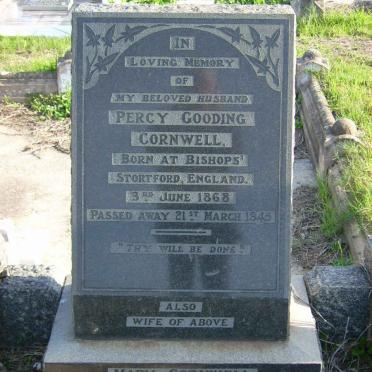 IN
LOVING MEMORY
OF
MY BELOVED HUSBAND
PERCY GOODING
CORNWELL,
BORN AT BISHOPS'
STORTFORD, ENGLAND.
3RD JUNE 1868
PASSED AWAY 21ST MARCH 1945
"THY WILL BE DONE".
ALSO
WIFE OF ABOVE